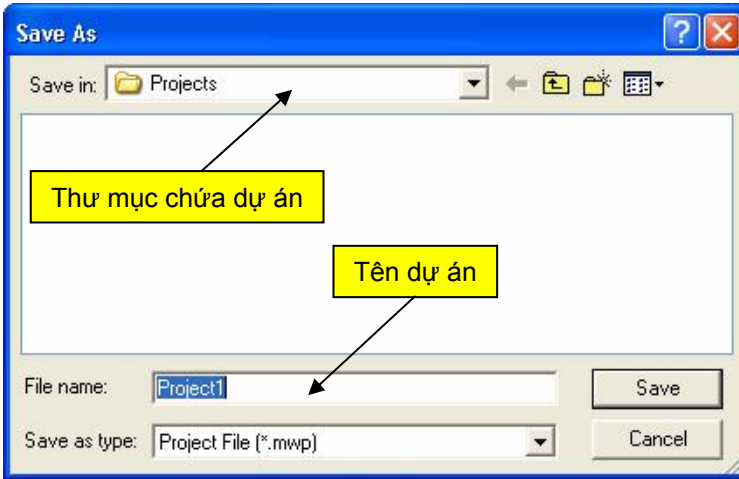 Save As
Save in: Projects
Thư mục chứa dự án
Tên dự án
File name: Project1 Save
Save as type: Project File (*.mwp) Cancel